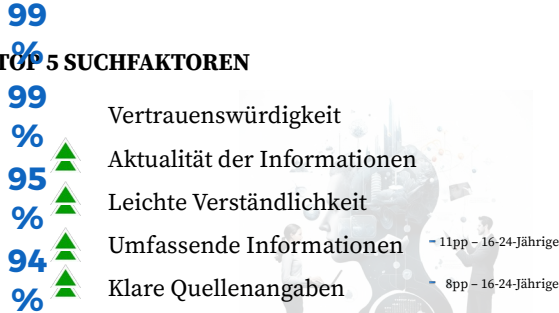 99
%
TOP 5 SUCHFAKTOREN
99
%
Vertrauenswürdigkeit
Aktualität der Informationen
95
%
Leichte Verständlichkeit
Umfassende Informationen
- 11pp – 16-24-Jährige
94
%
Klare Quellenangaben
- 8pp – 16-24-Jährige